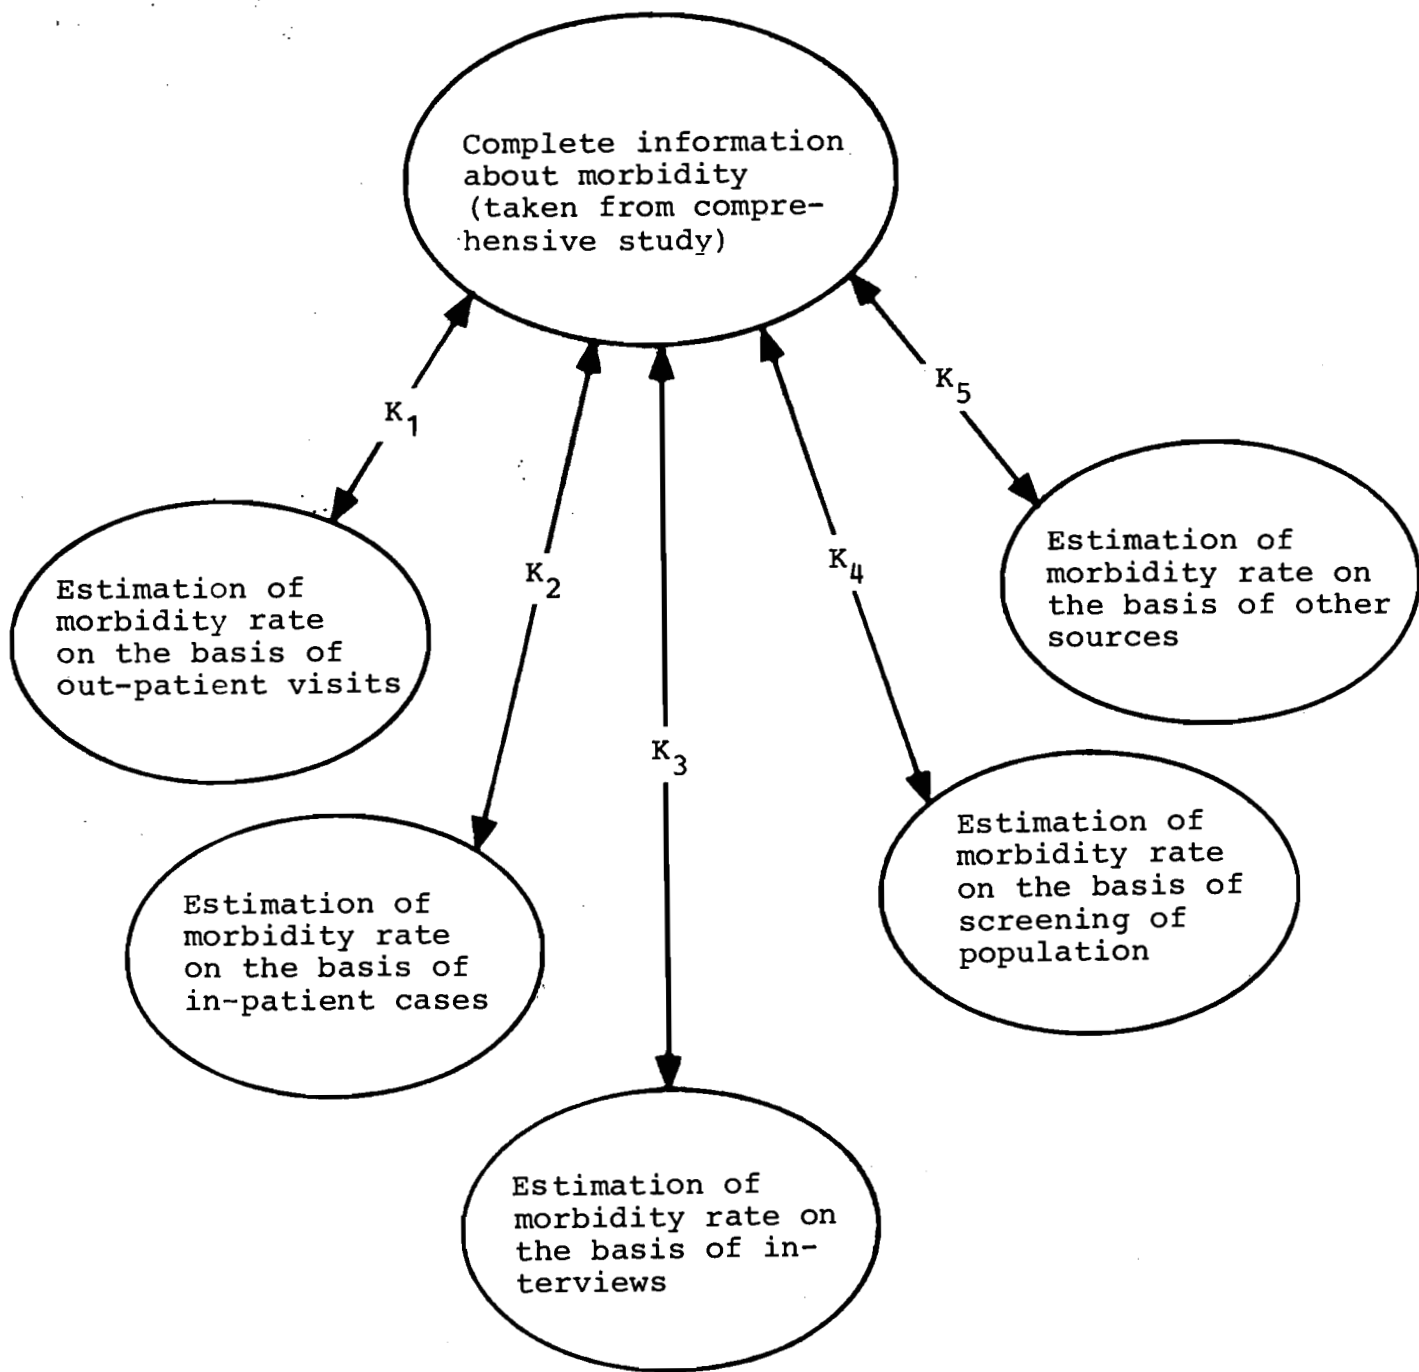 Complete information
about morbidity
(taken from compre-
hensive study)
K1
K2
K3
K4
K5
Estimation of
morbidity rate
on the basis of
out-patient visits
Estimation of
morbidity rate
on the basis of
in-patient cases
Estimation of
morbidity rate on
the basis of in-
terviews
Estimation of
morbidity rate
on the basis of
screening of
population
Estimation of
morbidity rate on
the basis of other
sources